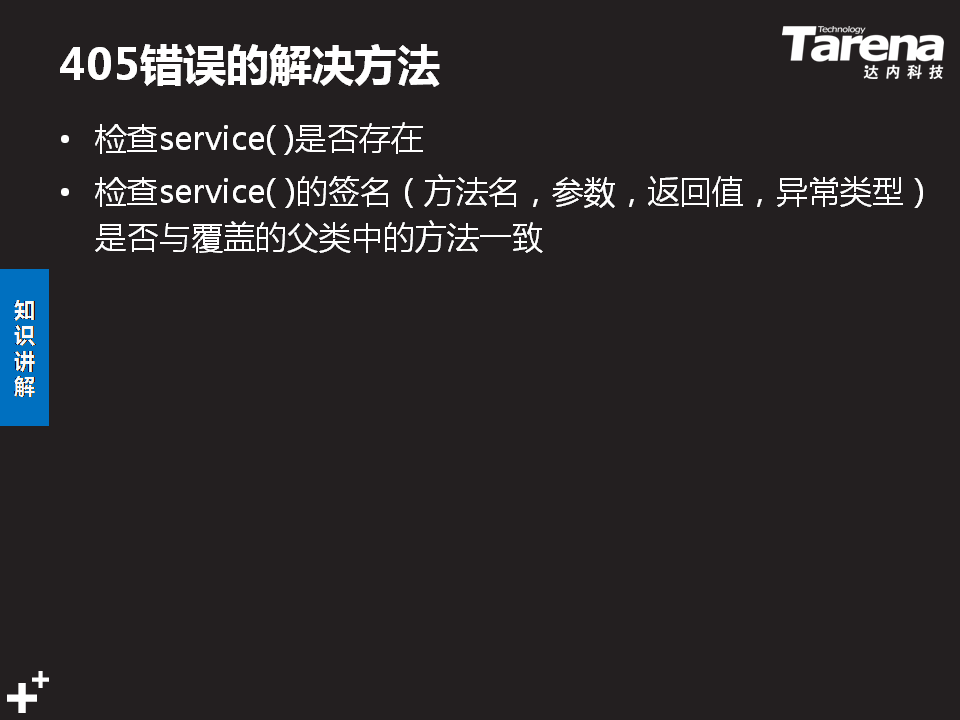 405错误的解决方法
Technology
Tarena
达内科技
• 检查service( )是否存在
• 检查service( )的签名（方法名，参数，返回值，异常类型）
是否与覆盖的父类中的方法一致
知
识
讲
解